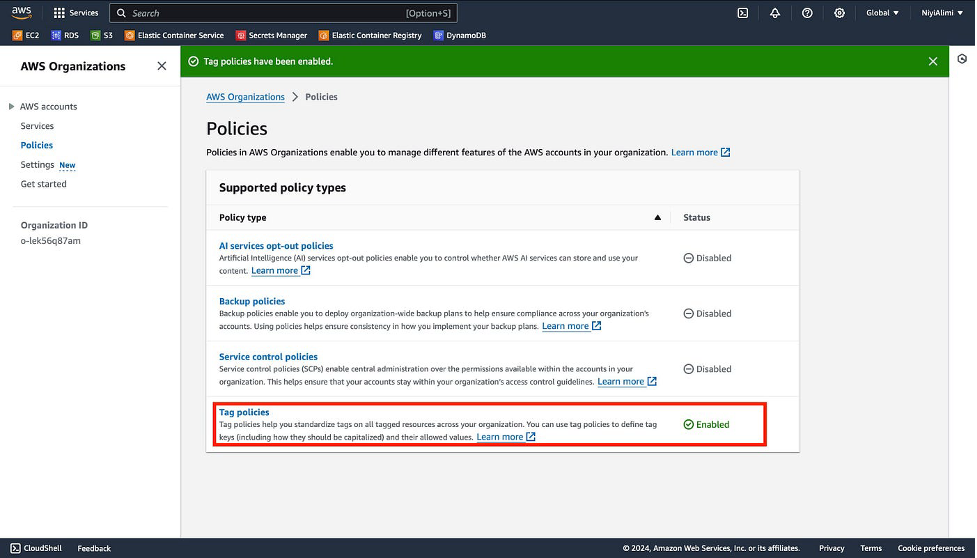 aws
Services
Search
[Option+S]
Global
NiyiAlimi
EC2
RDS
S3
Elastic Container Service
Secrets Manager
Elastic Container Registry
DynamoDB
AWS Organizations
AWS accounts
Services
Policies
Settings New
Get started
Organization ID
o-lek56q87am
Tag policies have been enabled.
AWS Organizations > Policies
Policies
Policies in AWS Organizations enable you to manage different features of the AWS accounts in your organization. Learn more
Supported policy types
Policy type
Status
AI services opt-out policies
Artificial Intelligence (AI) services opt-out policies enable you to control whether AWS AI services can store and use your
content. Learn more
Disabled
Backup policies
Backup policies enable you to deploy organization-wide backup plans to help ensure compliance across your organization's
accounts. Using policies helps ensure consistency in how you implement your backup plans. Learn more
Disabled
Service control policies
Service control policies (SCPs) enable central administration over the permissions available within the accounts in your
organization. This helps ensure that your accounts stay within your organization's access control guidelines. Learn more
Disabled
Tag policies
Tag policies help you standardize tags on all tagged resources across your organization. You can use tag policies to define tag
keys (including how they should be capitalized) and their allowed values. Learn more
Enabled
CloudShell
Feedback
© 2024, Amazon Web Services, Inc. or its affiliates.
Privacy
Terms
Cookie preferences